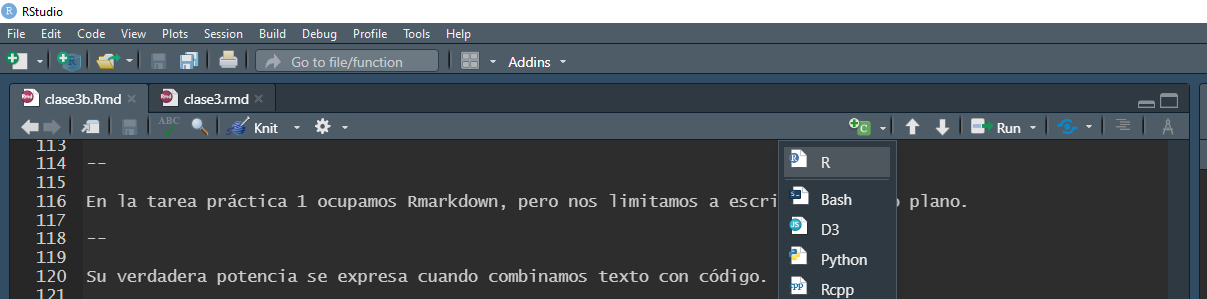 RStudio
File Edit Code View Plots Session Build Debug Profile Tools Help
Go to file/function Addins
clase3b.Rmd clase3.rmd
ABC Knit Run
113
114 --
115
116 En la tarea práctica 1 ocupamos Rmarkdown, pero nos limitamos a escri o plano.
117
118 --
119
120 Su verdadera potencia se expresa cuando combinamos texto con código.
121
R
Bash
D3
Python
Rcpp